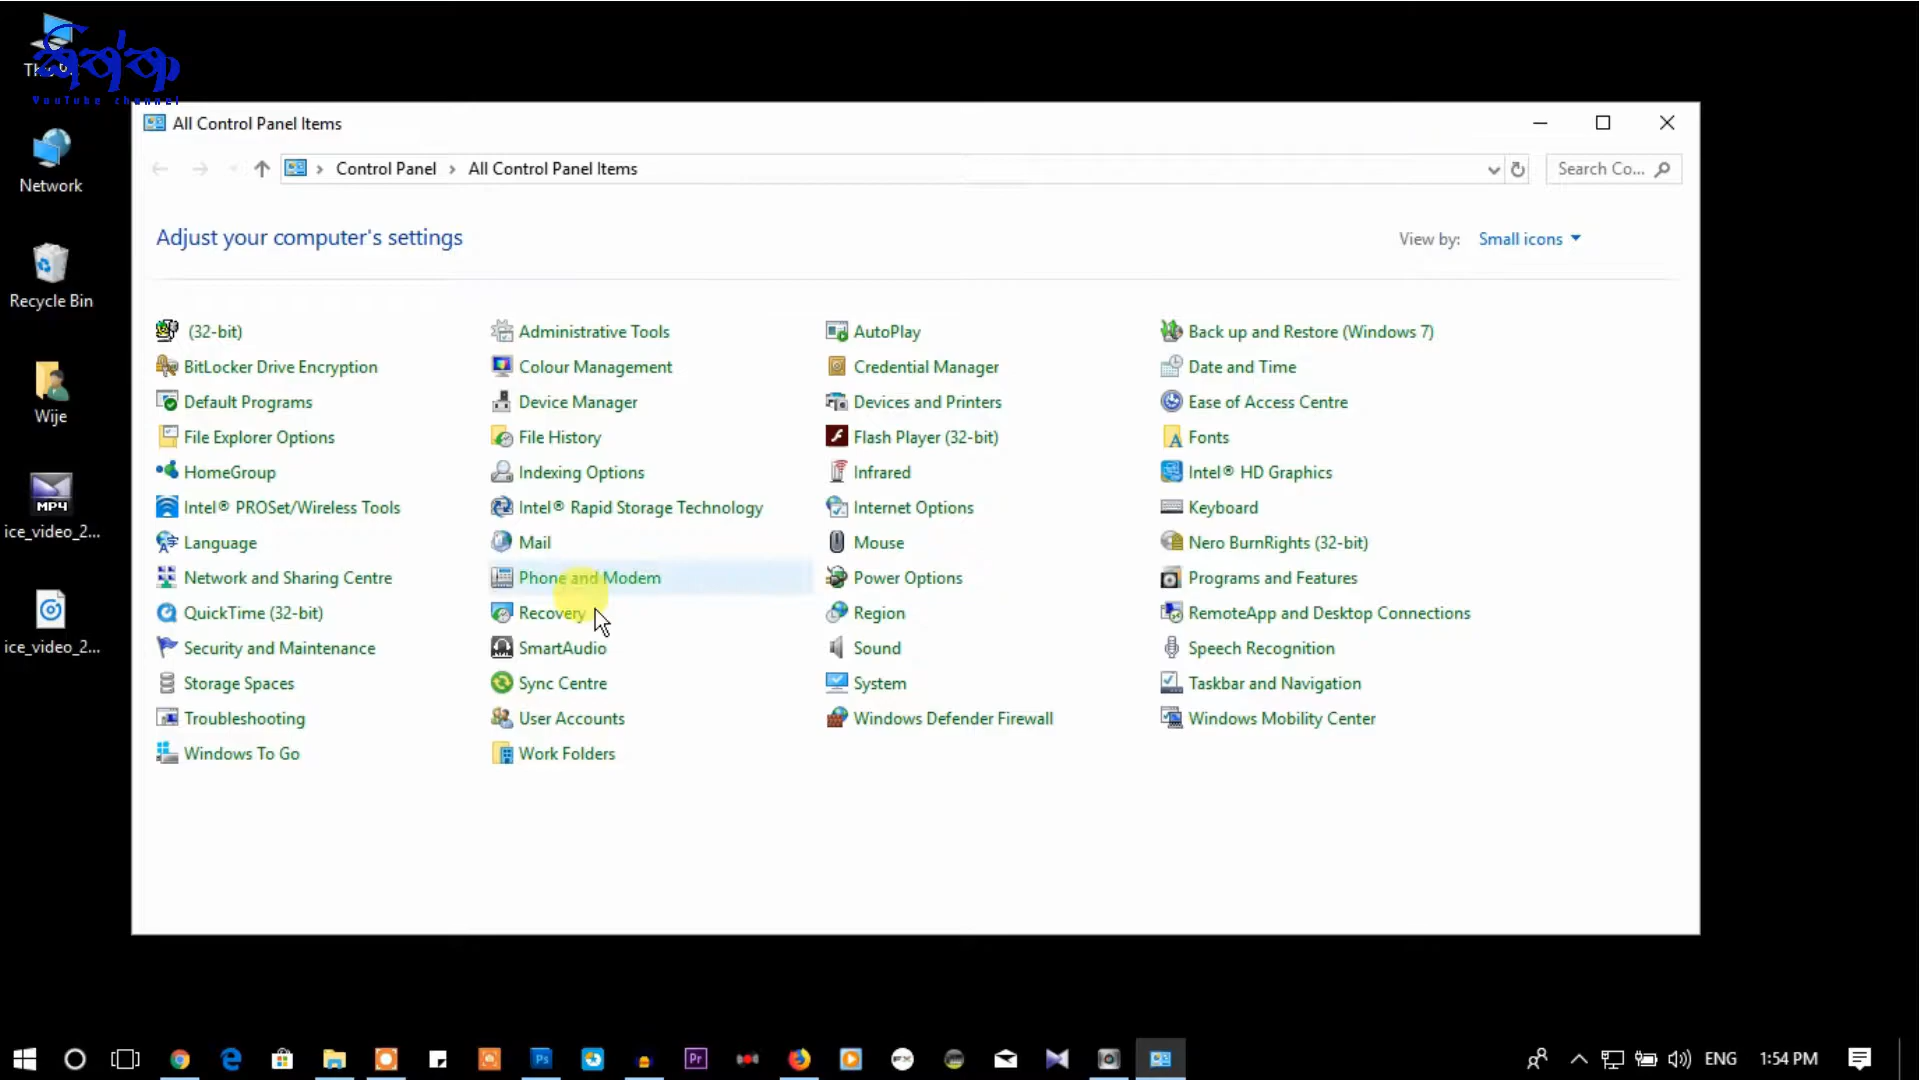 YouTube channel
Network
Recycle Bin
Wije
MP4
ice_video_2...
ice_video_2...
All Control Panel Items
Control Panel > All Control Panel Items
Search Co...
Adjust your computer's settings
View by: Small icons
(32-bit)
Administrative Tools
AutoPlay
Back up and Restore (Windows 7)
BitLocker Drive Encryption
Colour Management
Credential Manager
Date and Time
Default Programs
Device Manager
Devices and Printers
Ease of Access Centre
File Explorer Options
File History
Flash Player (32-bit)
Fonts
HomeGroup
Indexing Options
Infrared
Intel® HD Graphics
Intel® PROSet/Wireless Tools
Intel® Rapid Storage Technology
Internet Options
Keyboard
Language
Mail
Mouse
Nero BurnRights (32-bit)
Network and Sharing Centre
Phone and Modem
Power Options
Programs and Features
QuickTime (32-bit)
Recovery
Region
RemoteApp and Desktop Connections
Security and Maintenance
SmartAudio
Sound
Speech Recognition
Storage Spaces
Sync Centre
System
Taskbar and Navigation
Troubleshooting
User Accounts
Windows Defender Firewall
Windows Mobility Center
Windows To Go
Work Folders
Ps
Pr
ENG
1:54 PM